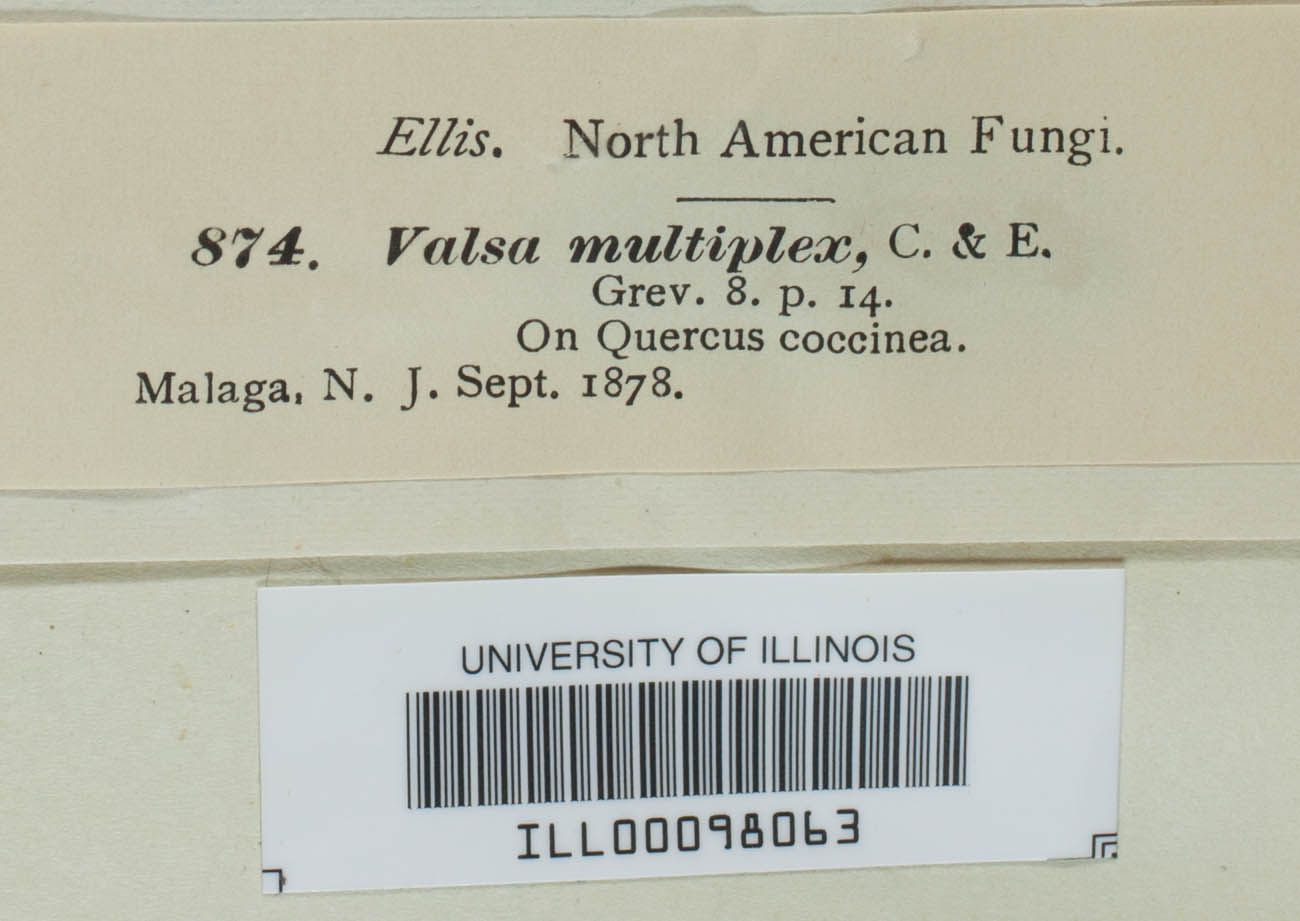 Ellis. North American Fungi.
874. Valsa multiplex, C. & E.
Grev. 8. p. 14.
On Quercus coccinea.
Malaga, N. J. Sept. 1878.
UNIVERSITY OF ILLINOIS
ILL00098063